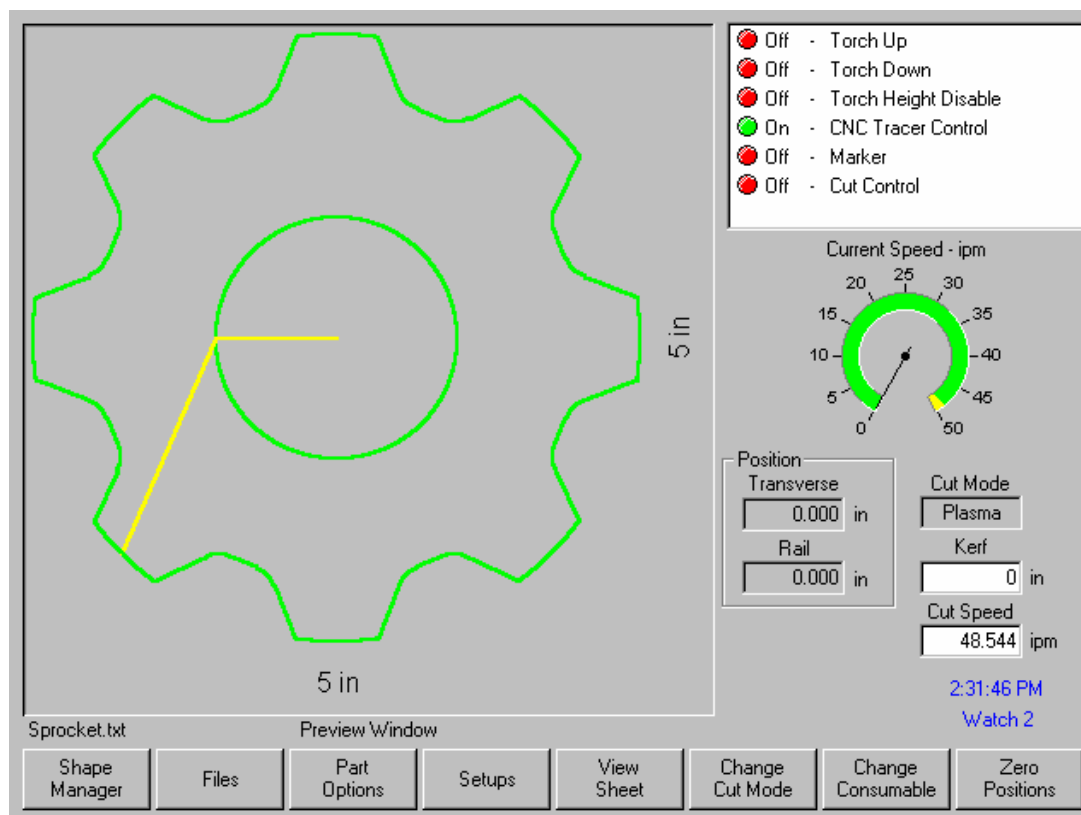 Off - Torch Up
Off - Torch Down
Off - Torch Height Disable
On - CNC Tracer Control
Off - Marker
Off - Cut Control
Current Speed - ipm
0 5 10 15 20 25 30 35 40 45 50
5 in
5 in
Position
Transverse
0.000 in
Rail
0.000 in
Cut Mode
Plasma
Kerf
0 in
Cut Speed
48.544 ipm
2:31:46 PM
Watch 2
Sprocket.txt Preview Window
Shape
Manager
Files
Part
Options
Setups
View
Sheet
Change
Cut Mode
Change
Consumable
Zero
Positions